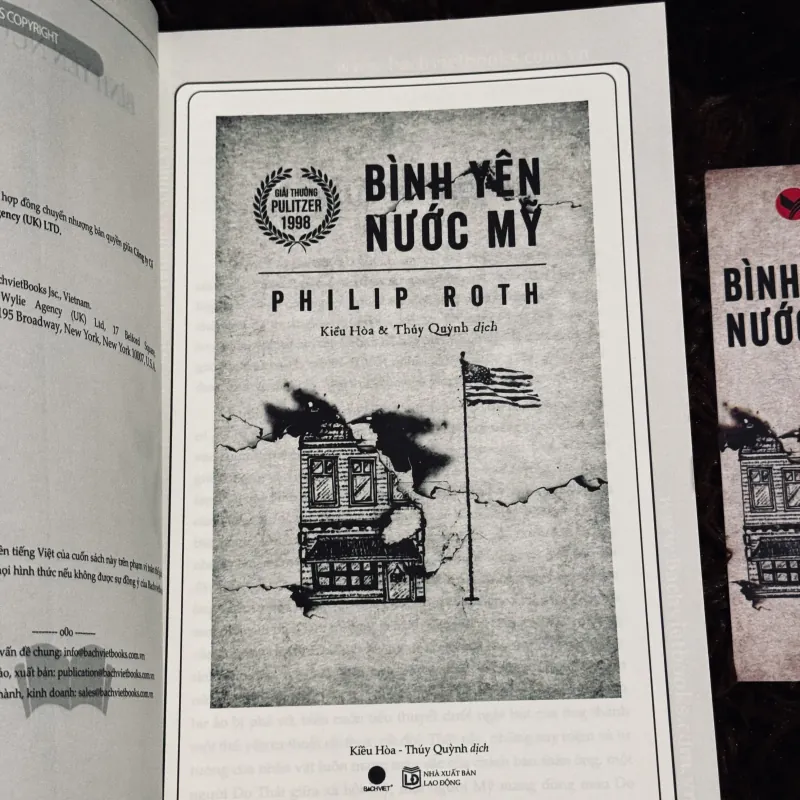 S COPYRIGHT
hợp đồng chuyển nhượng bản quyền giữa Công ty Cổ
gency (UK) LTD.
achvietBooks Jsc., Vietnam.
Wylie Agency (UK) Ltd, 17 Bedford Square,
195 Broadway, New York, New York 10007, U.S.A.
ên tiếng Việt của cuốn sách này trên phạm vi toàn thế
ọi hình thức nếu không được sự đồng ý của Bachviet
-------- o0o --------
vấn đề chung: info@bachvietbooks.com.vn
ảo, xuất bản: publication@bachvietbooks.com.vn
hành, kinh doanh: sales@bachvietbooks.com.vn
GIẢI THƯỞNG
PULITZER
1998
BÌNH YÊN
NƯỚC MỸ
PHILIP ROTH
Kiều Hòa & Thúy Quỳnh dịch
Kiều Hòa - Thúy Quỳnh dịch
BACHVIET
NHÀ XUẤT BẢN
LAO ĐỘNG
BÌNH
NƯỚC